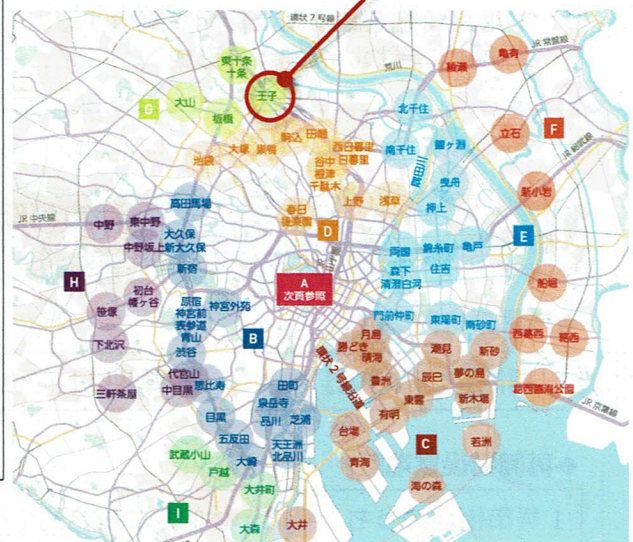 環状7号線
JR常磐線
亀有
綾瀬
荒川
東十条
十条
王子
G
大山
板橋
北千住
立石
F
JR総武線
駒込
田端
大塚
巣鴨
西日暮里
日暮里
谷中
根津
千駄木
池袋
南千住
鐘ヶ淵
隅田川
曳舟
新小岩
上野
浅草
押上
高田馬場
春日
後楽園
D
JR中央線
中野
東中野
大久保
中野坂上
新大久保
新宿
両国
錦糸町
亀戸
E
森下
住吉
清澄白河
A
次頁参照
H
初台
幡ヶ谷
笹塚
原宿
神宮前
表参道
青山
渋谷
神宮外苑
船堀
門前仲町
東陽町
南砂町
下北沢
B
月島
勝どき
晴海
潮見
新砂
西葛西
葛西
環状2号線沿道
代官山
中目黒
恵比寿
三軒茶屋
田町
泉岳寺
品川
芝浦
豊洲
辰巳
夢の島
東雲
新木場
葛西臨海公園
JR京葉線
有明
目黒
五反田
天王洲
北品川
大崎
台場
C
若洲
青海
海の森
武蔵小山
戸越
大井町
I
大森
大井